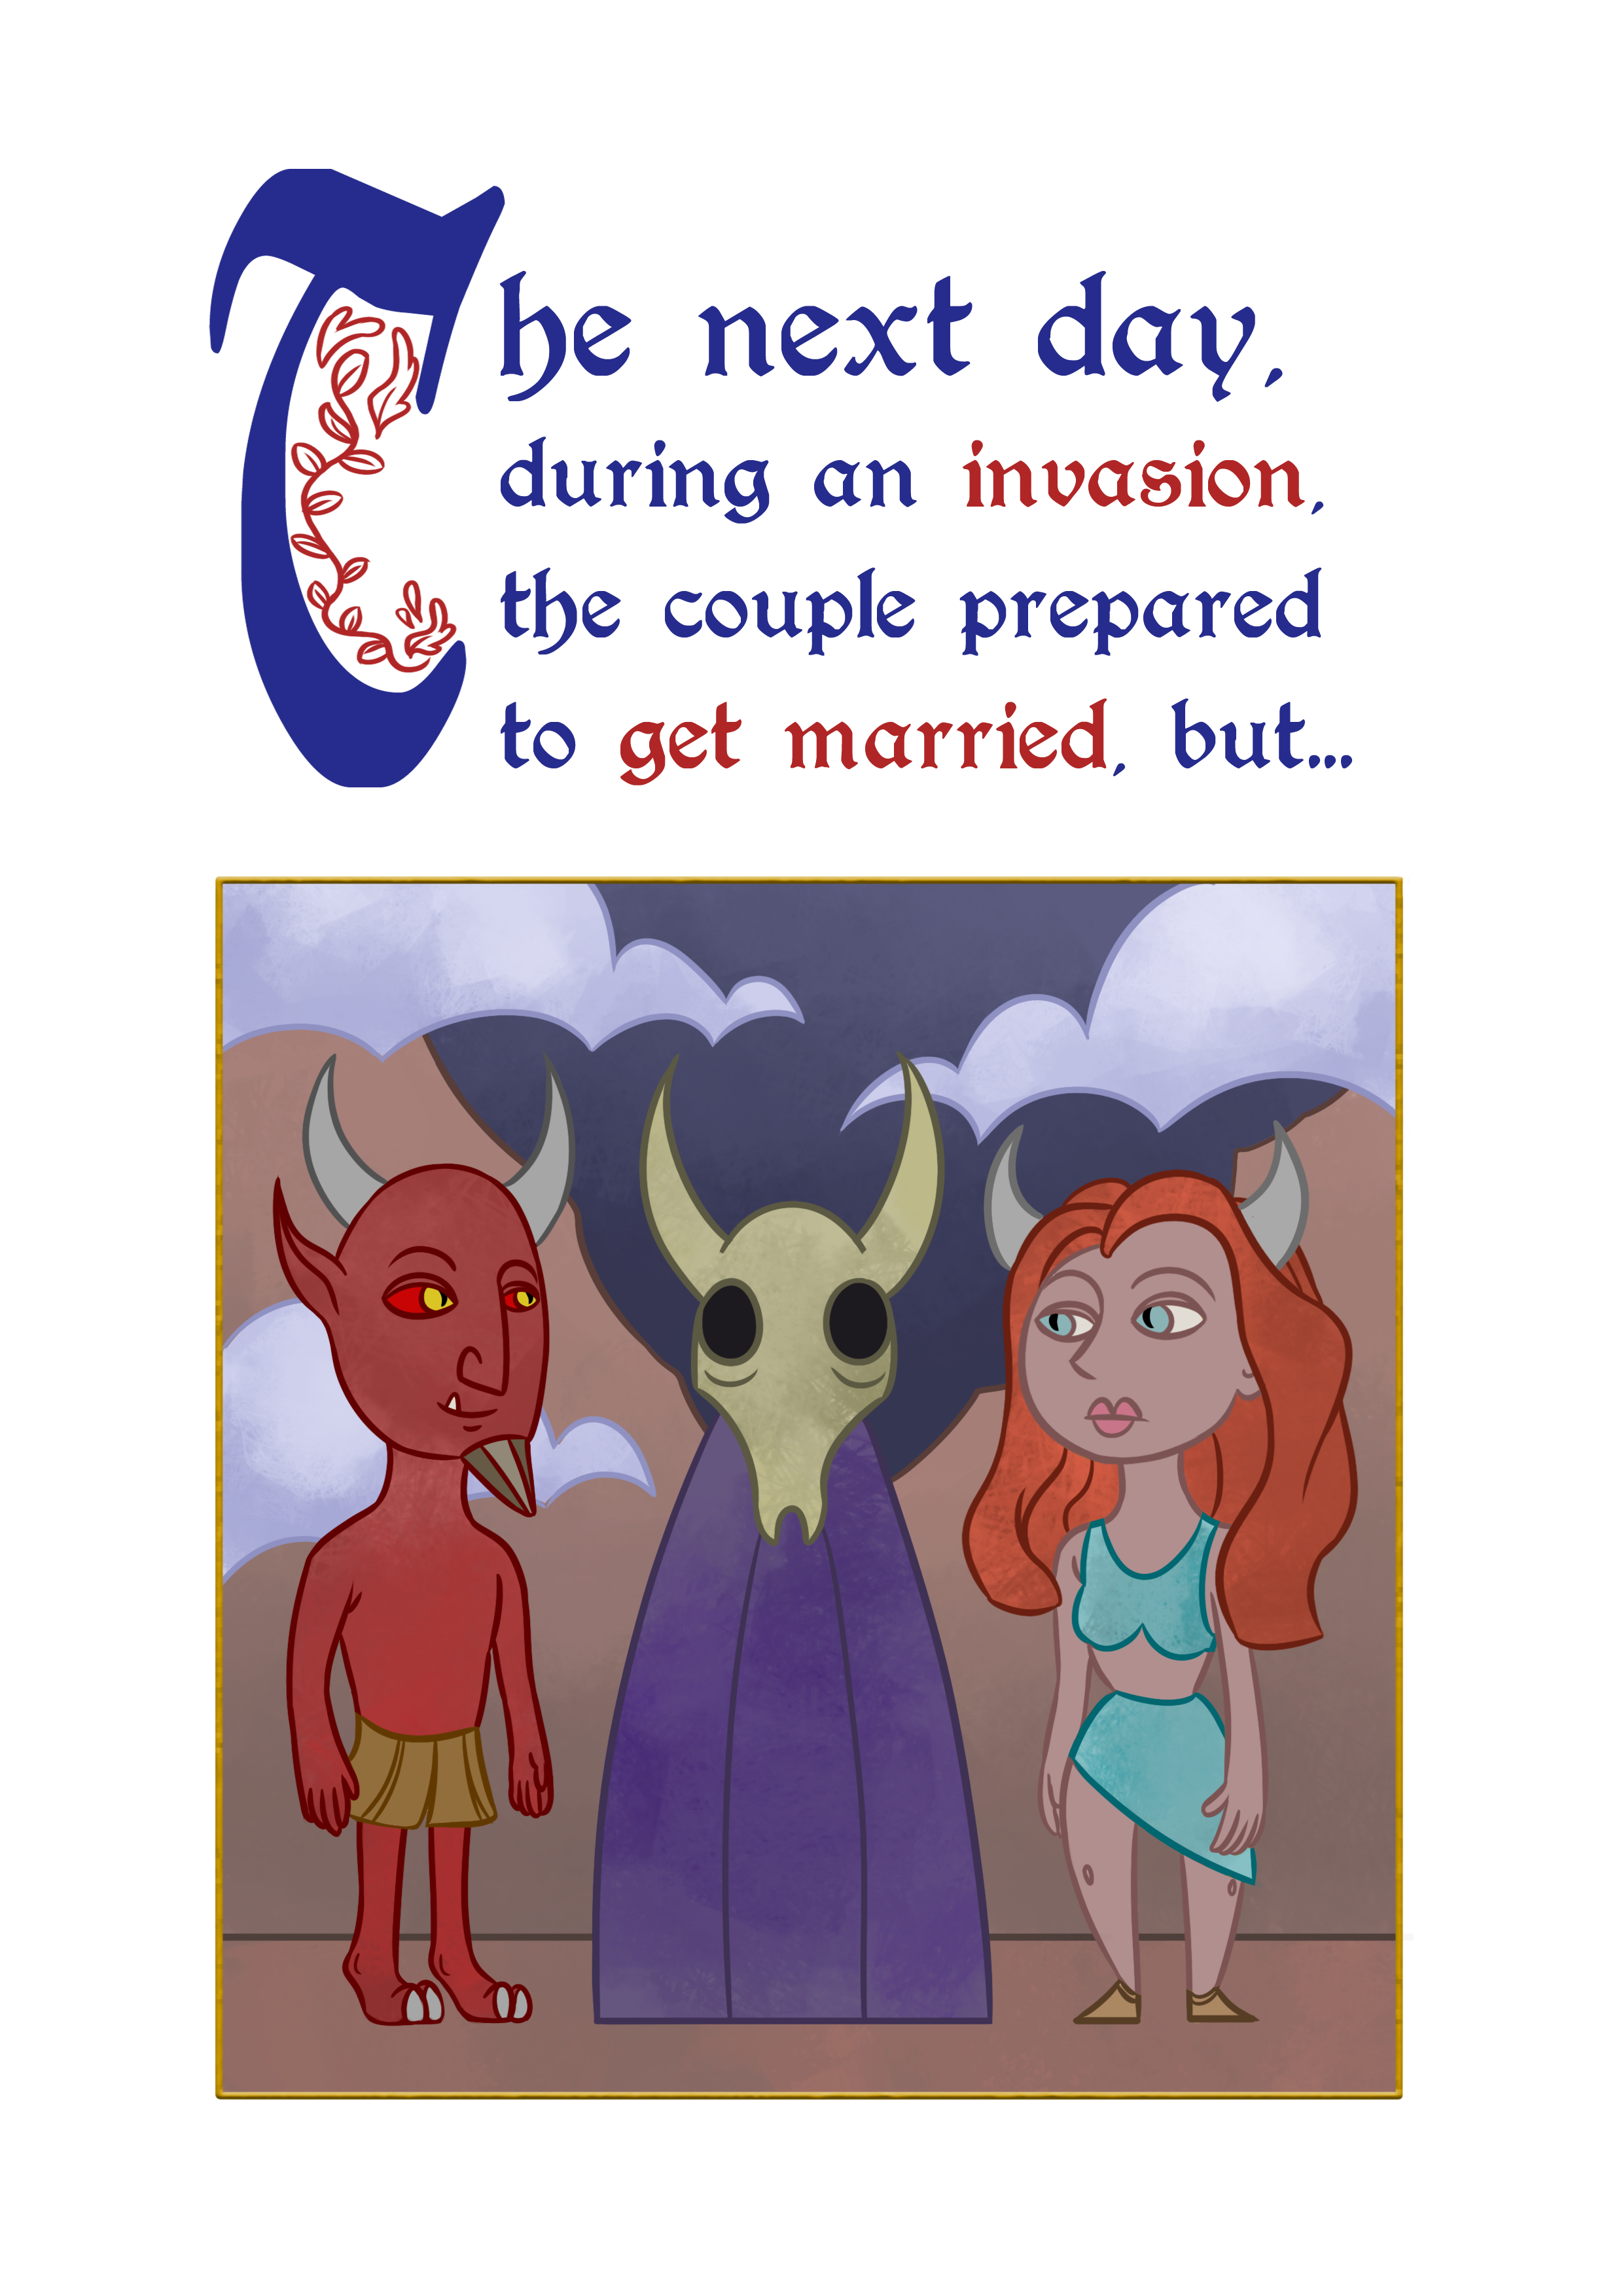 The next day,
during an invasion,
the couple prepared
to get married, but...